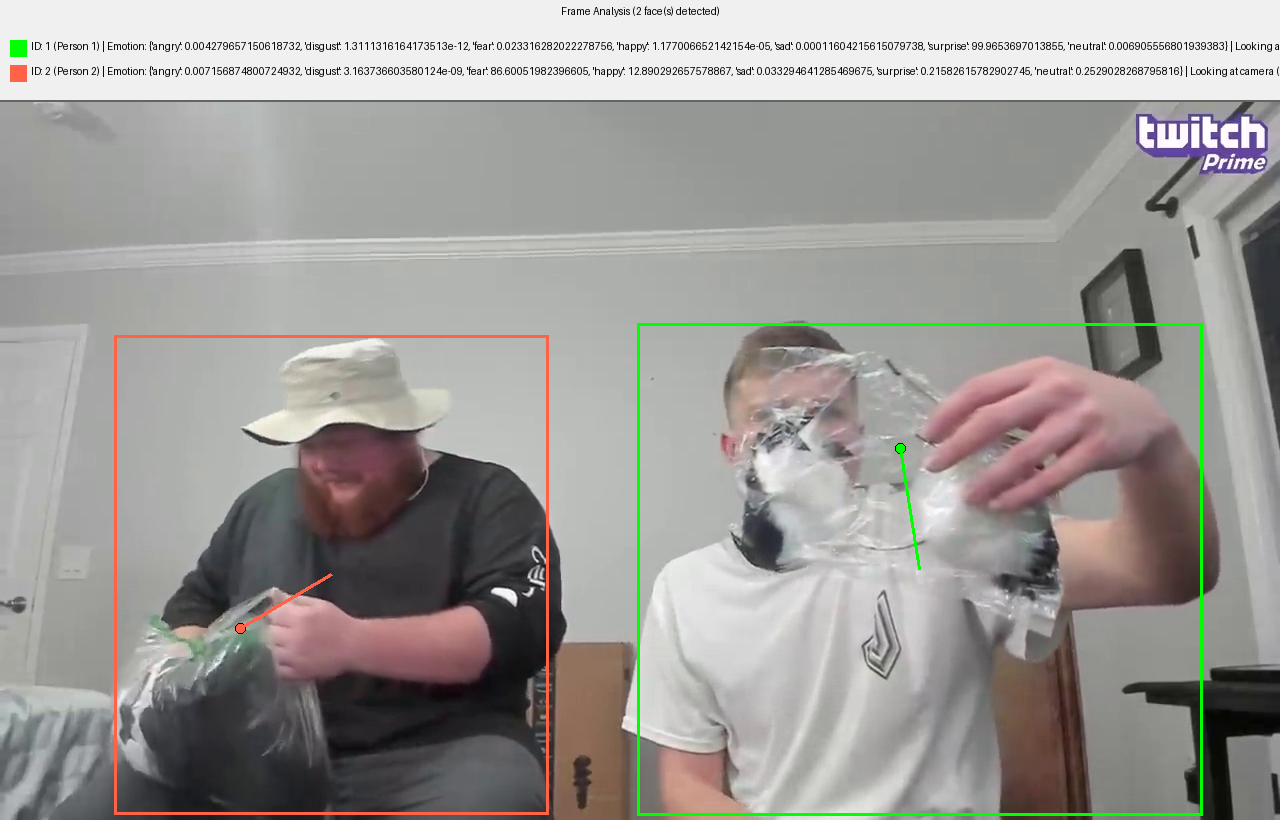 Frame Analysis (2 face(s) detected)
ID: 1 (Person 1) | Emotion: {'angry': 0.004279657150618732, 'disgust': 1.3111316164173513e-12, 'fear': 0.023316282022278756, 'happy': 1.177006652142154e-05, 'sad': 0.00011604215615079738, 'surprise': 99.9653697013855, 'neutral': 0.006905556801939383} | Looking a
ID: 2 (Person 2) | Emotion: {'angry': 0.007156874800724932, 'disgust': 3.163736603580124e-09, 'fear': 86.60051982396605, 'happy': 12.890292657578867, 'sad': 0.033294641285469675, 'surprise': 0.21582615782902745, 'neutral': 0.2529028268795816} | Looking at camera (
twitch
Prime